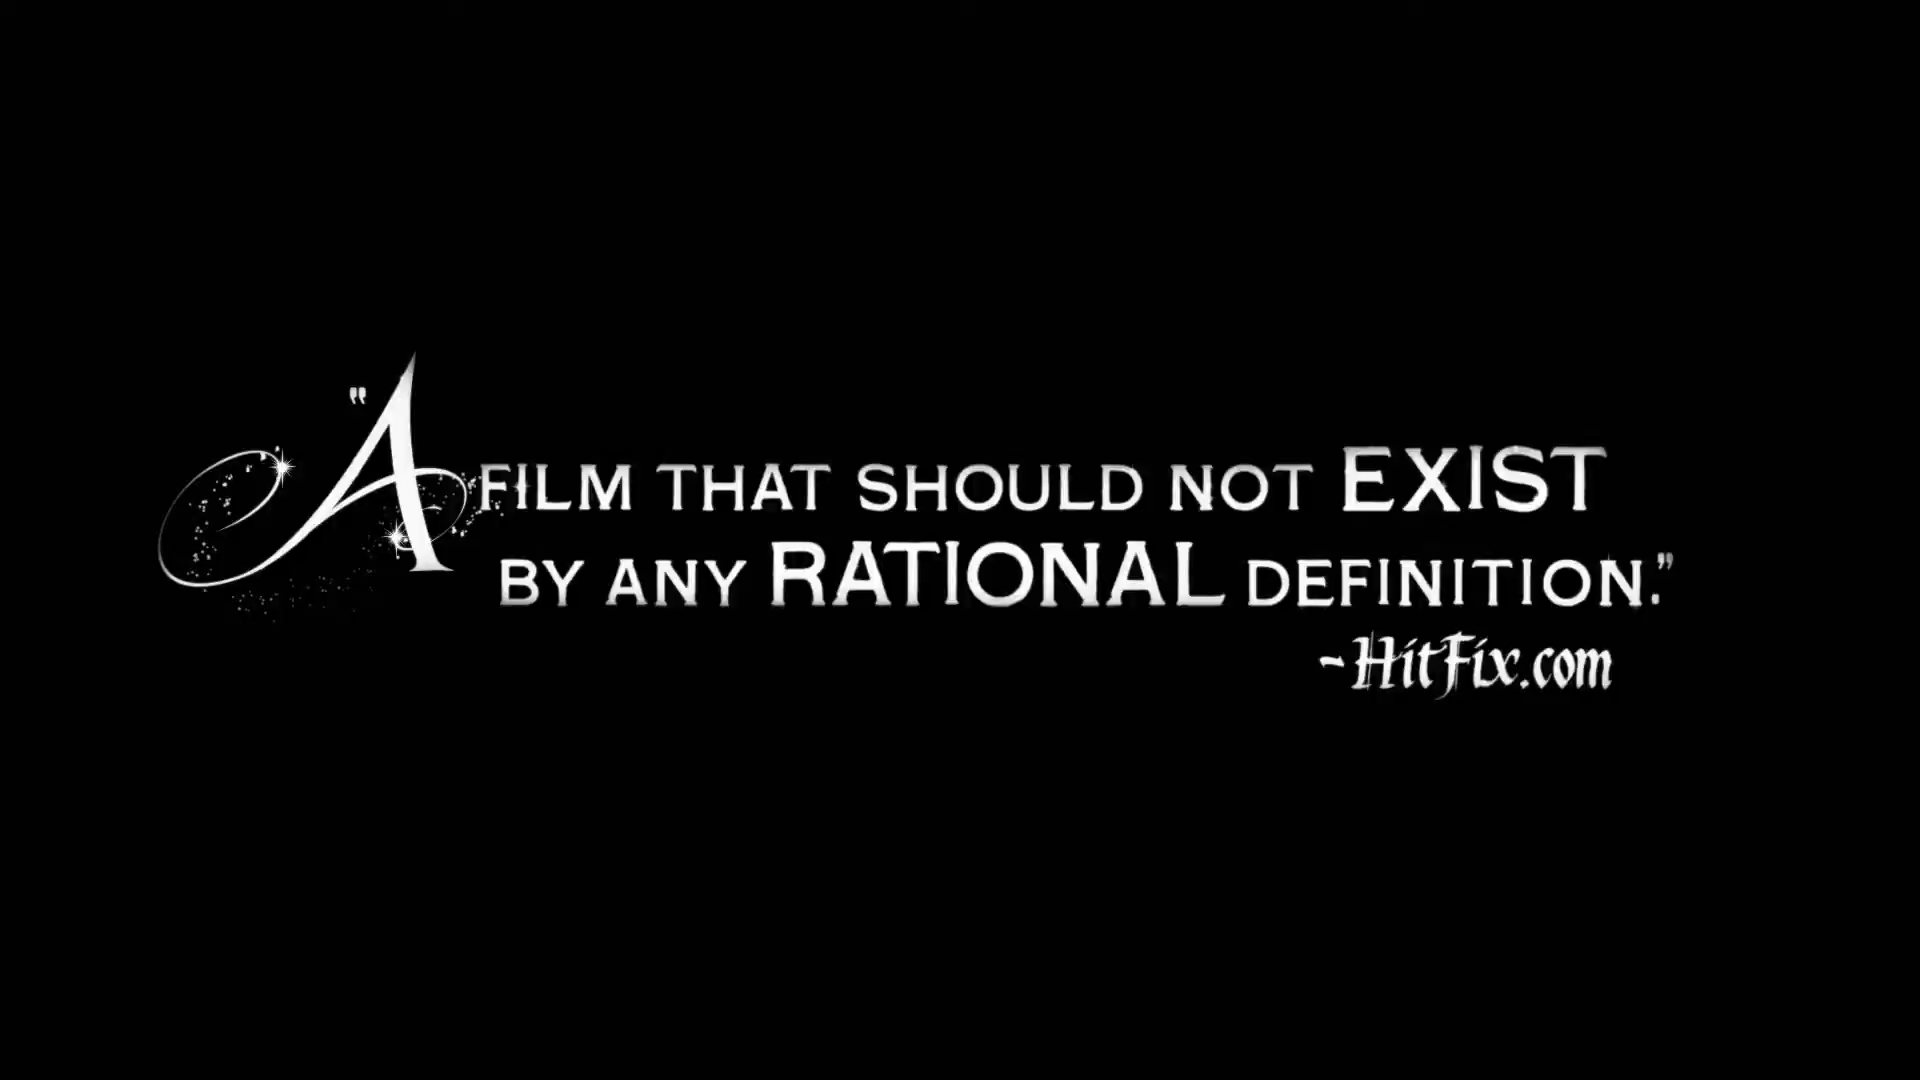 "A FILM THAT SHOULD NOT EXIST
BY ANY RATIONAL DEFINITION."
~HitFix.com